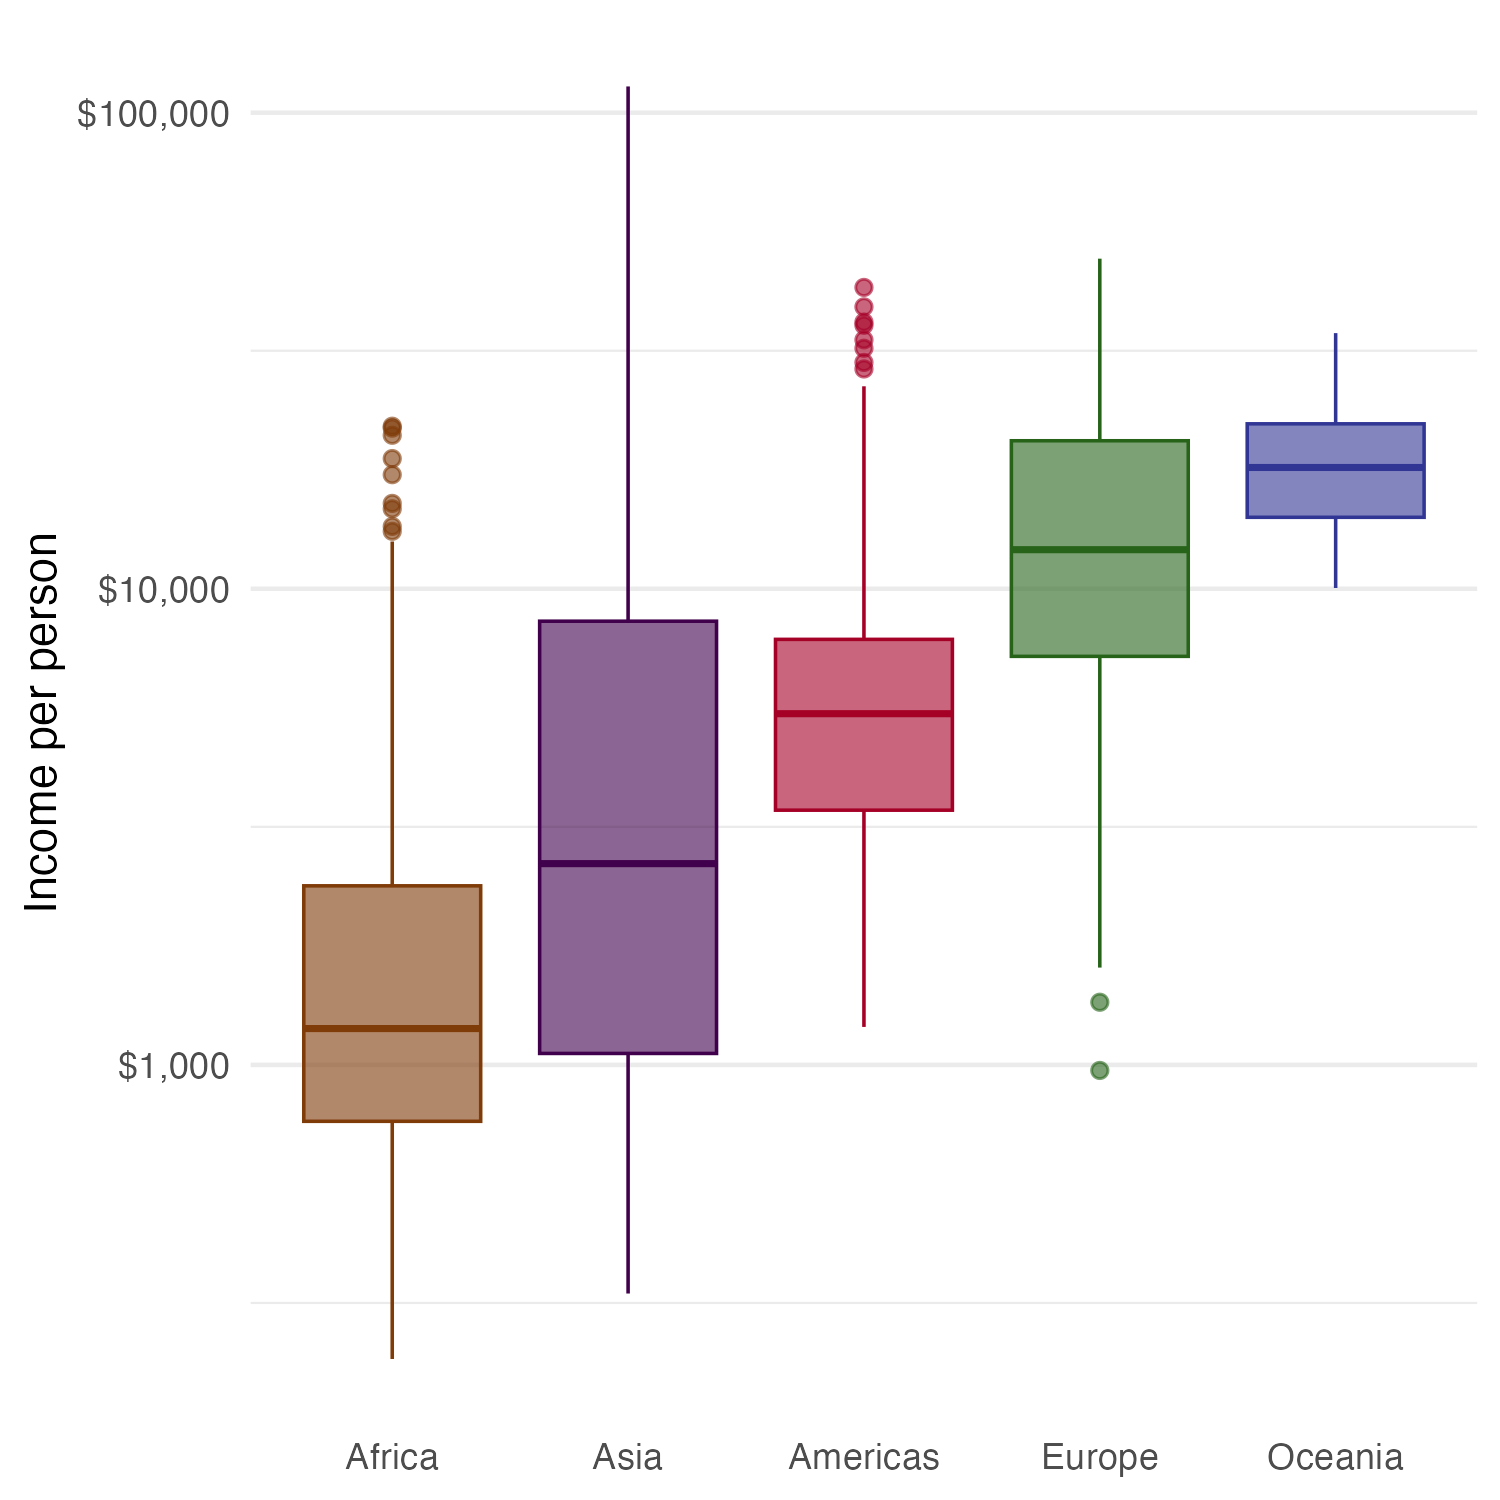 $100,000
$10,000
$1,000
Income per person
Africa
Asia
Americas
Europe
Oceania